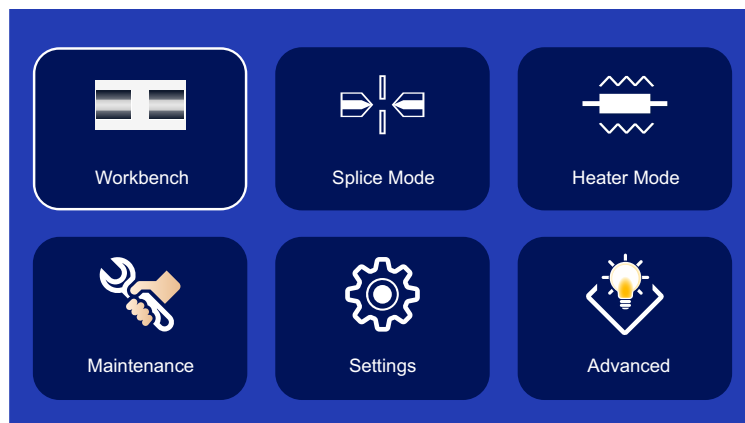 Workbench
Splice Mode
Heater Mode
Maintenance
Settings
Advanced